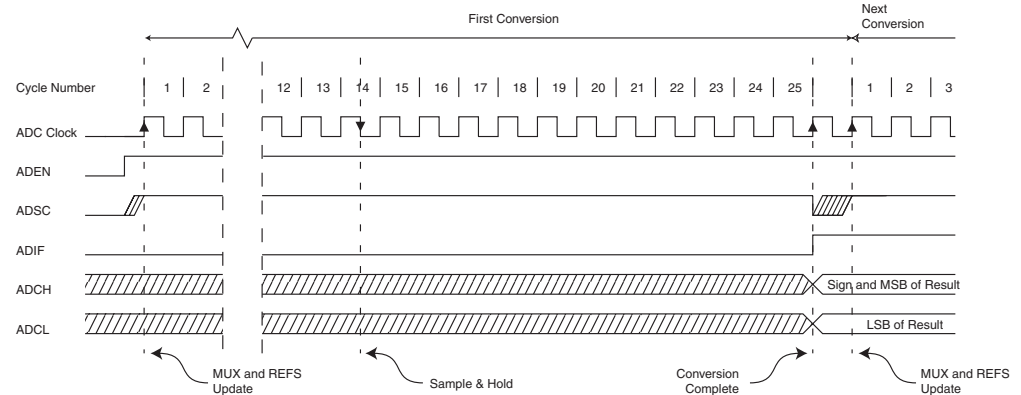 First Conversion
Next
Conversion
Cycle Number 1 2 12 13 14 15 16 17 18 19 20 21 22 23 24 25 1 2 3
ADC Clock
ADEN
ADSC
ADIF
ADCH Sign and MSB of Result
ADCL LSB of Result
MUX and REFS
Update
Sample & Hold
Conversion
Complete
MUX and REFS
Update